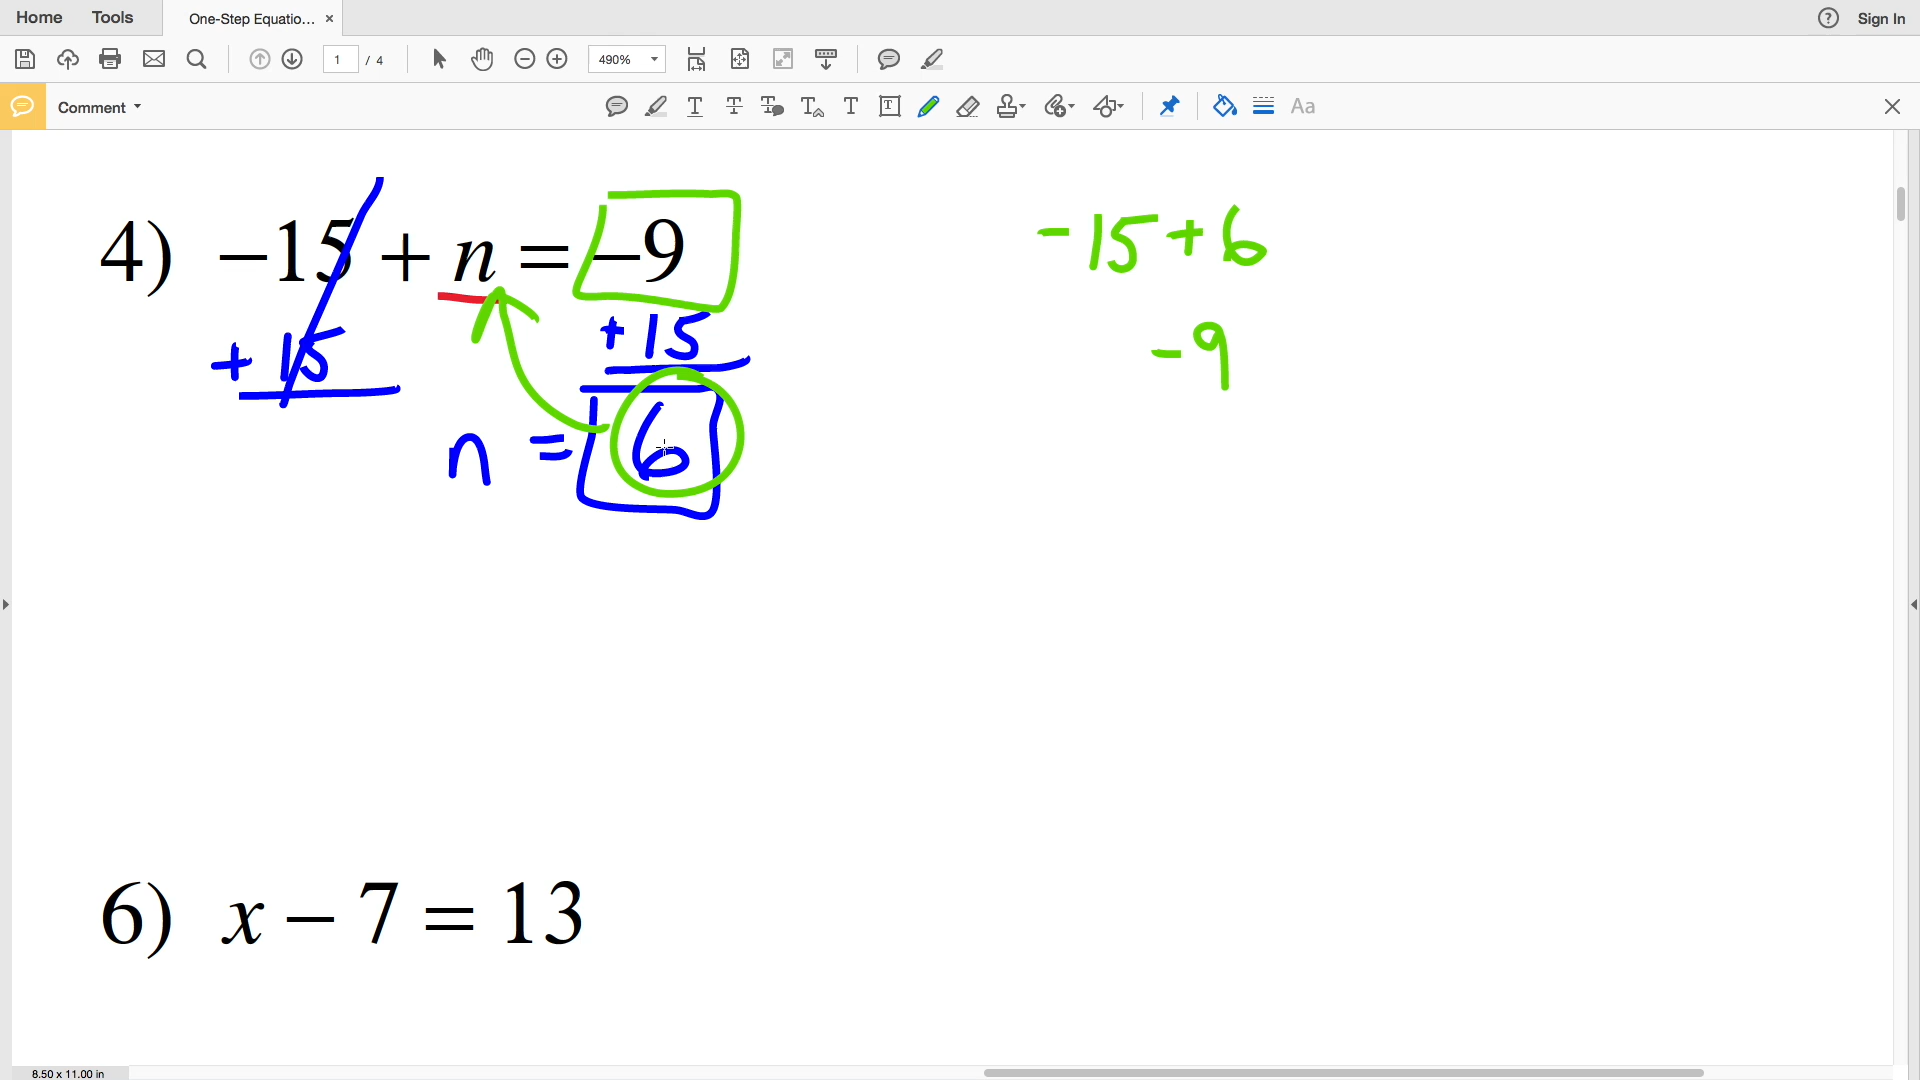 Home Tools One-Step Equatio... × ? Sign In
1 / 4 490%
Comment T T T T T T Aa
4) −15 + n = −9
-15+6
+15 +15
-9
n = 6
6) x − 7 = 13
8.50 x 11.00 in